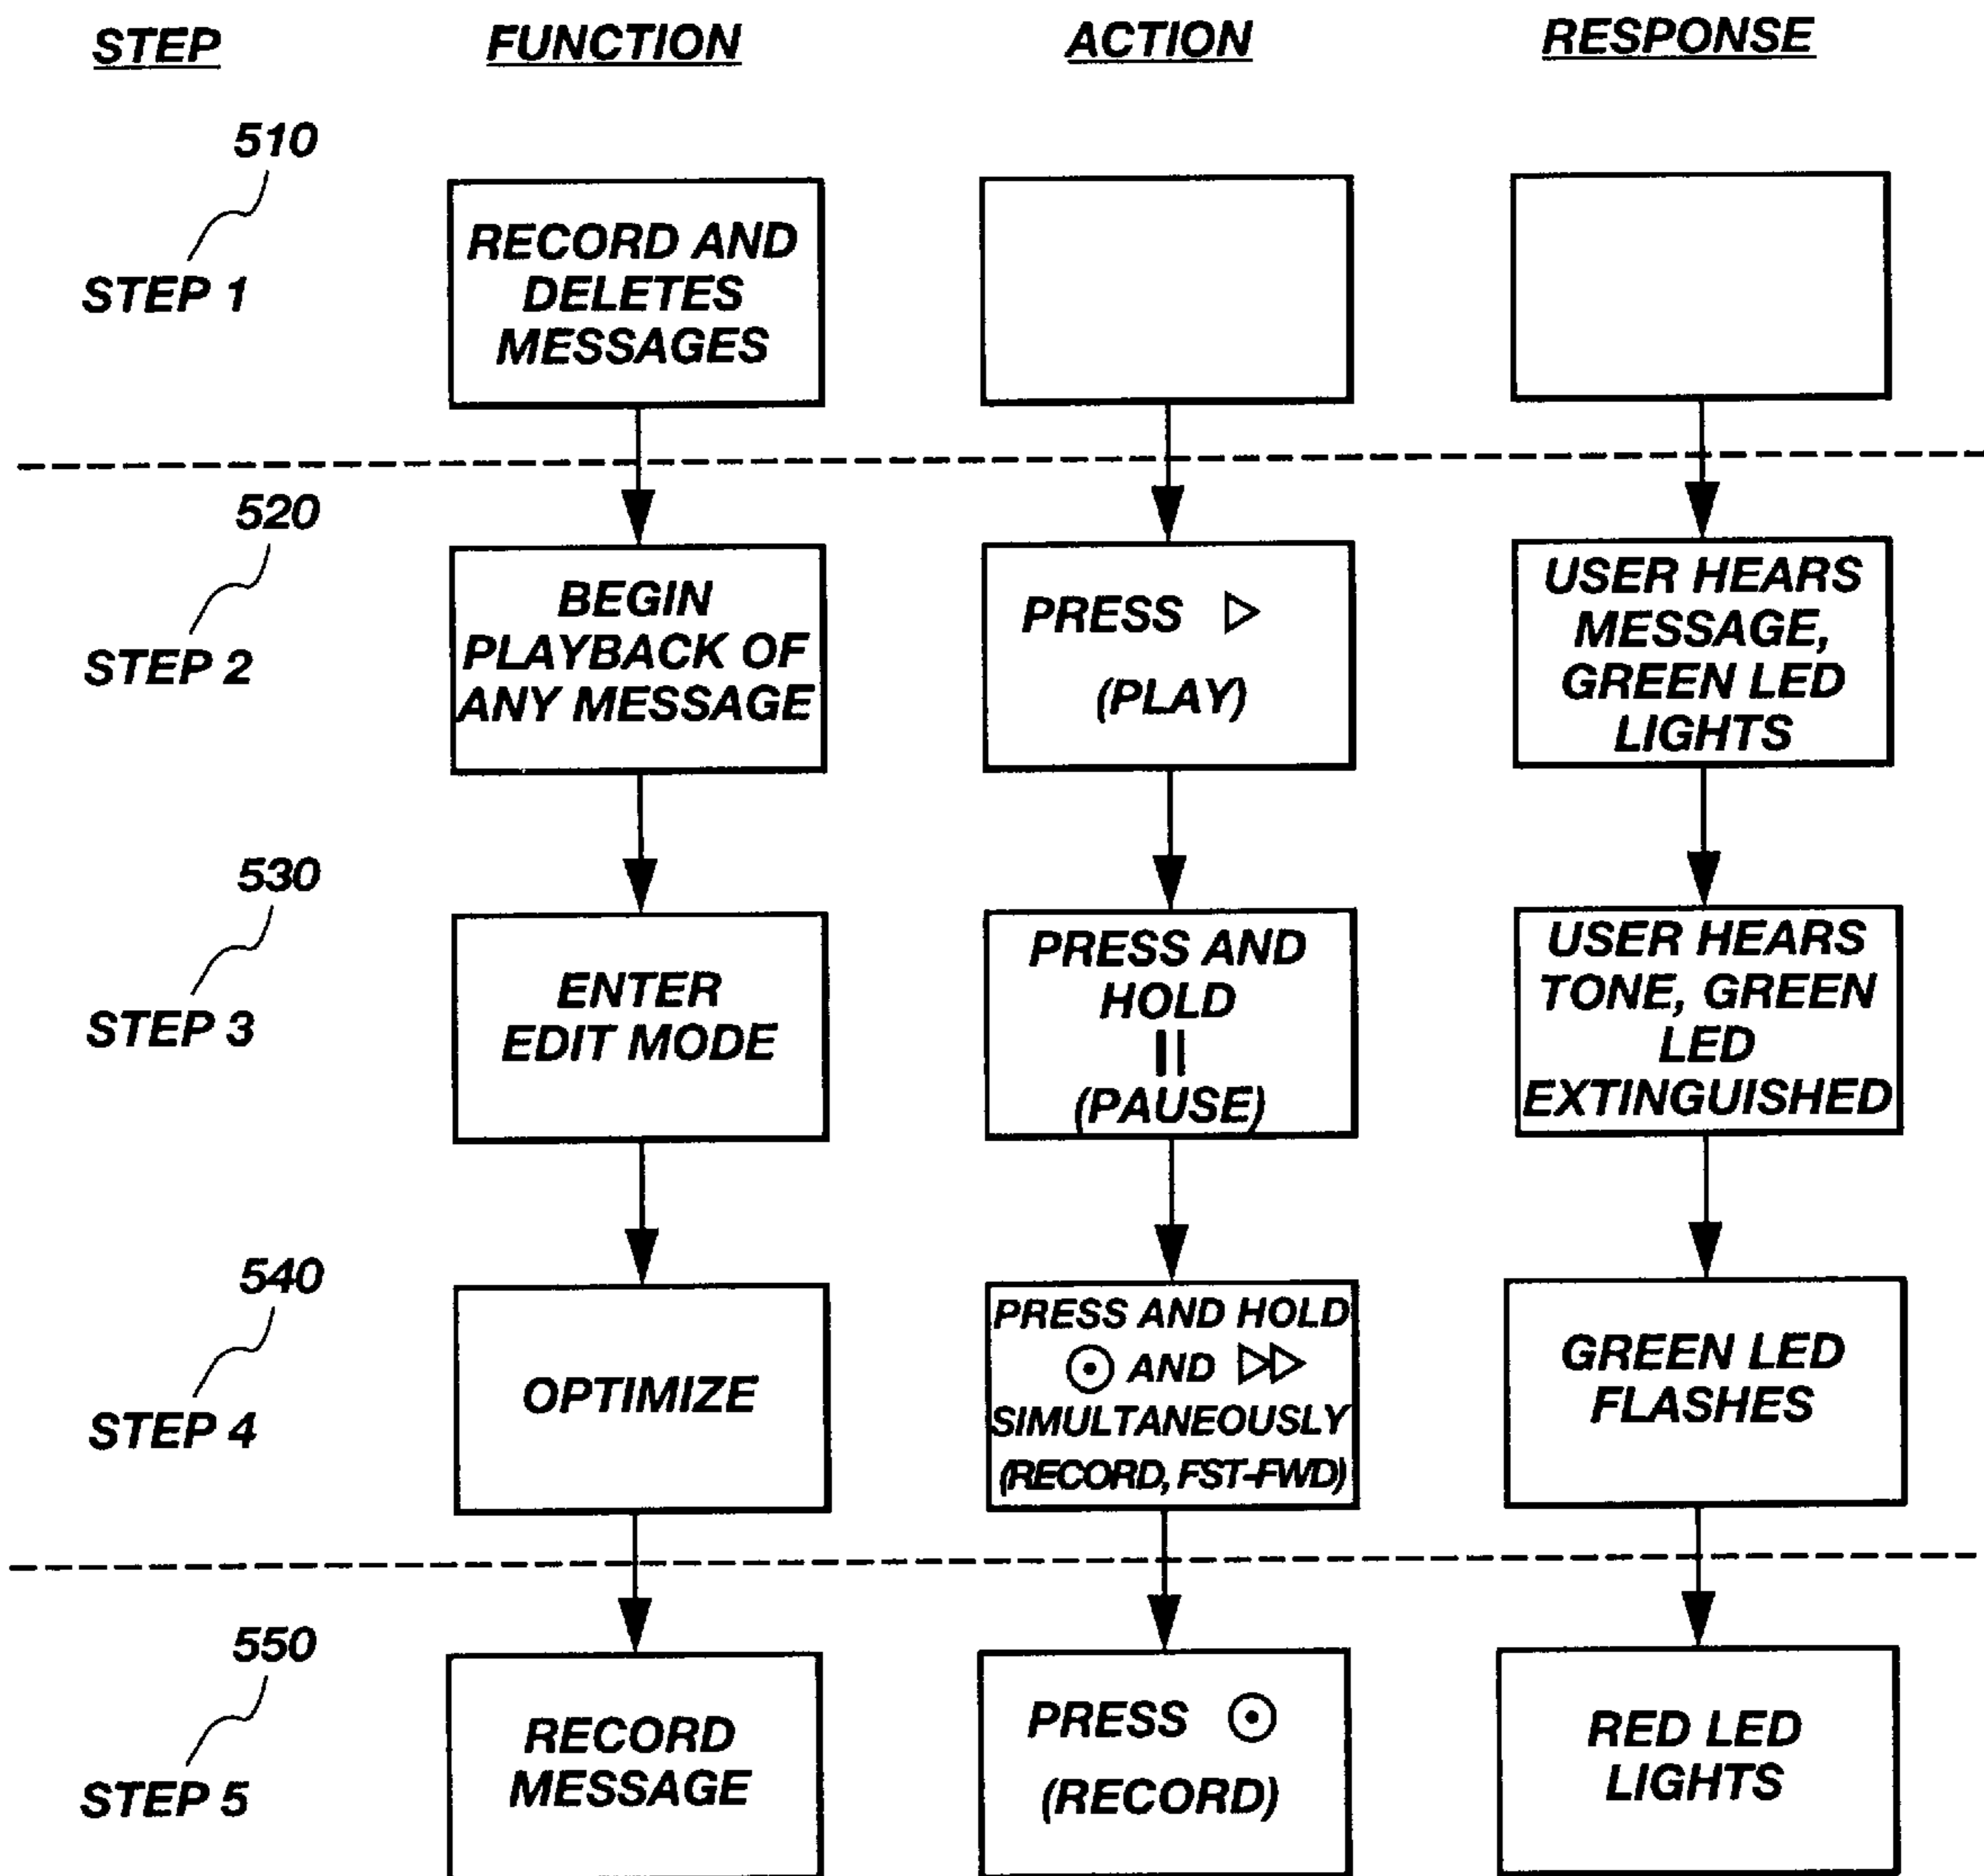 STEP FUNCTION ACTION RESPONSE
510
STEP 1
RECORD AND
DELETES
MESSAGES
520
STEP 2
BEGIN
PLAYBACK OF
ANY MESSAGE
PRESS ▷
(PLAY)
USER HEARS
MESSAGE,
GREEN LED
LIGHTS
530
STEP 3
ENTER
EDIT MODE
PRESS AND
HOLD
||
(PAUSE)
USER HEARS
TONE, GREEN
LED
EXTINGUISHED
540
STEP 4
OPTIMIZE
PRESS AND HOLD
⊙ AND ▷▷
SIMULTANEOUSLY
(RECORD, FST-FWD)
GREEN LED
FLASHES
550
STEP 5
RECORD
MESSAGE
PRESS ⊙
(RECORD)
RED LED
LIGHTS